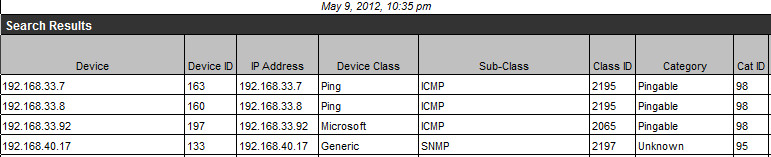 May 9, 2012, 10:35 pm
Search Results
Device Device ID IP Address Device Class Sub-Class Class ID Category Cat ID
192.168.33.7 163 192.168.33.7 Ping ICMP 2195 Pingable 98
192.168.33.8 160 192.168.33.8 Ping ICMP 2195 Pingable 98
192.168.33.92 197 192.168.33.92 Microsoft ICMP 2065 Pingable 98
192.168.40.17 133 192.168.40.17 Generic SNMP 2197 Unknown 95